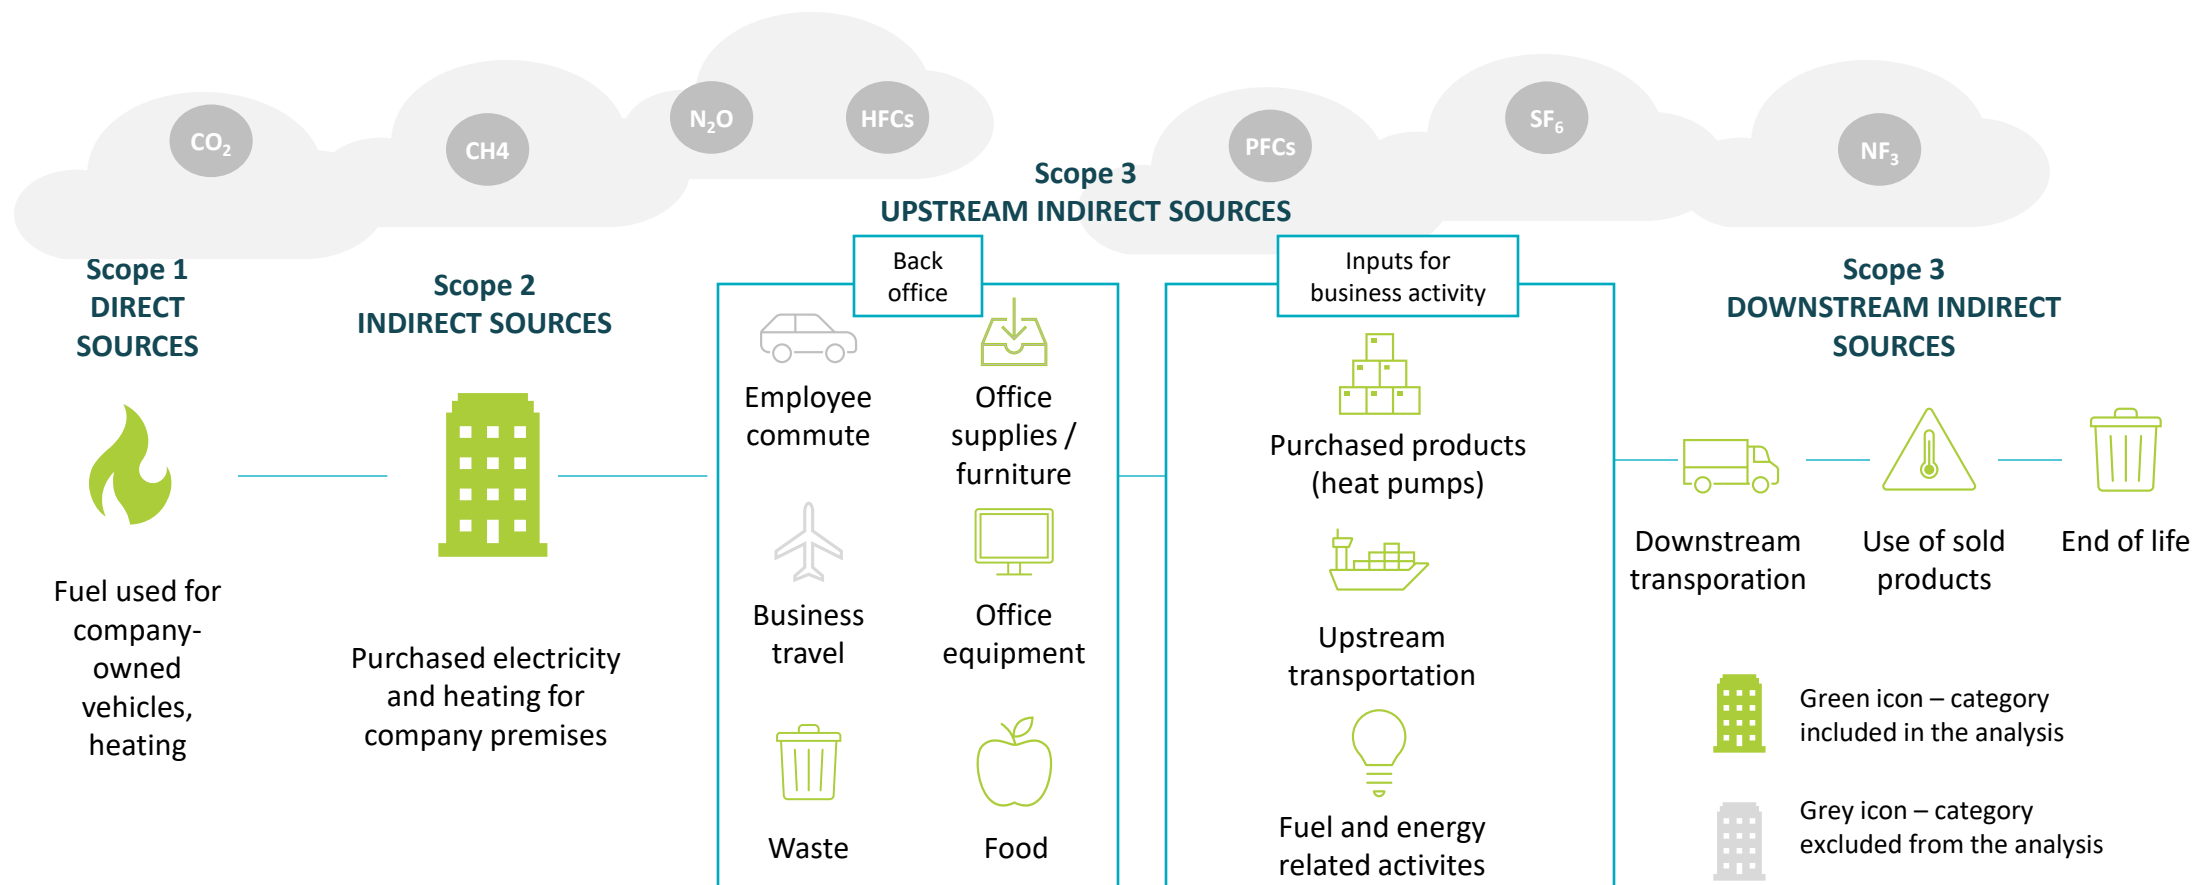 CO₂
CH4
N₂O
HFCs
PFCs
SF₆
NF₃
Scope 1
DIRECT
SOURCES
Fuel used for
company-
owned
vehicles,
heating
Scope 2
INDIRECT SOURCES
Purchased electricity
and heating for
company premises
Scope 3
UPSTREAM INDIRECT SOURCES
Back
office
Employee
commute
Office
supplies /
furniture
Business
travel
Office
equipment
Waste
Food
Inputs for
business activity
Purchased products
(heat pumps)
Upstream
transportation
Fuel and energy
related activites
Scope 3
DOWNSTREAM INDIRECT
SOURCES
Downstream
transporation
Use of sold
products
End of life
Green icon – category
included in the analysis
Grey icon – category
excluded from the analysis